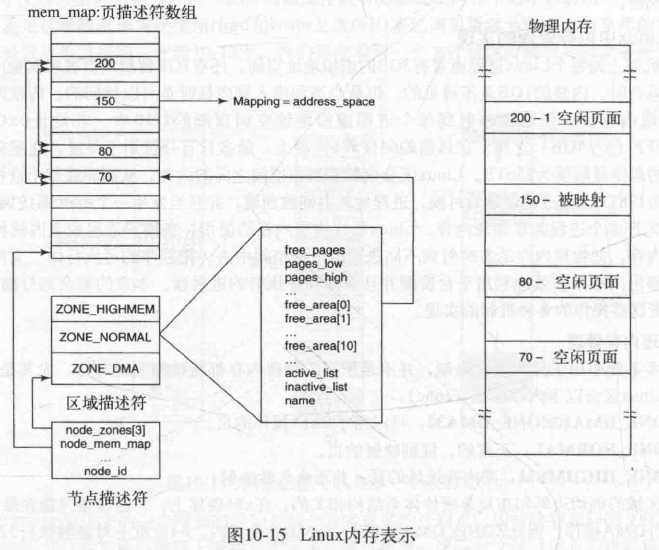 mem_map:页描述符数组
物理内存
200
150
Mapping = address_space
80
70
200 – 空闲页面
150 – 被映射
80 – 空闲页面
70 – 空闲页面
free_pages
pages_low
pages_high
...
free_area[0]
free_area[1]
...
free_area[10]
...
active_list
inactive_list
name
ZONE_HIGHMEM
ZONE_NORMAL
ZONE_DMA
区域描述符
node_zones[3]
node_mem_map
...
node_id
节点描述符
图10-15 Linux内存表示